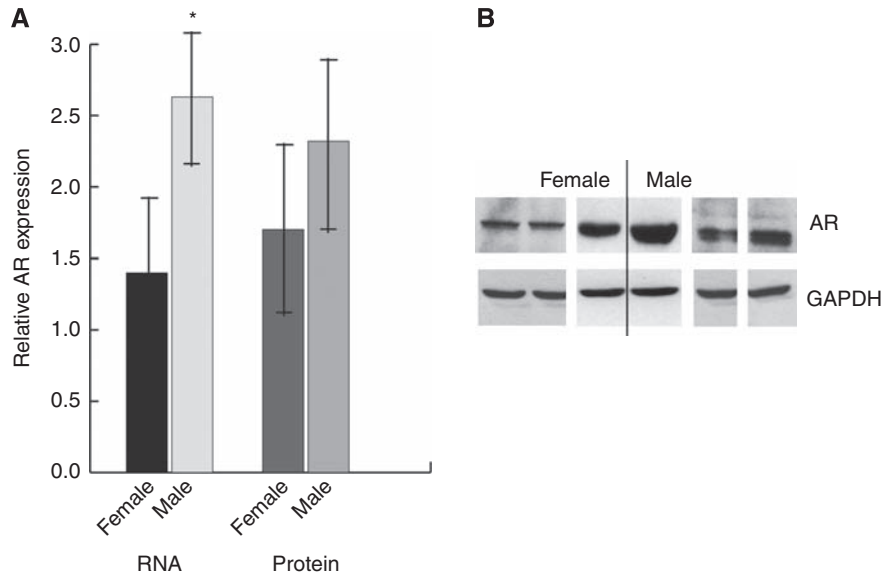 A
*
Relative AR expression
3.0
2.5
2.0
1.5
1.0
0.5
0.0
Female
Male
Female
Male
RNA
Protein
B
Female
Male
AR
GAPDH